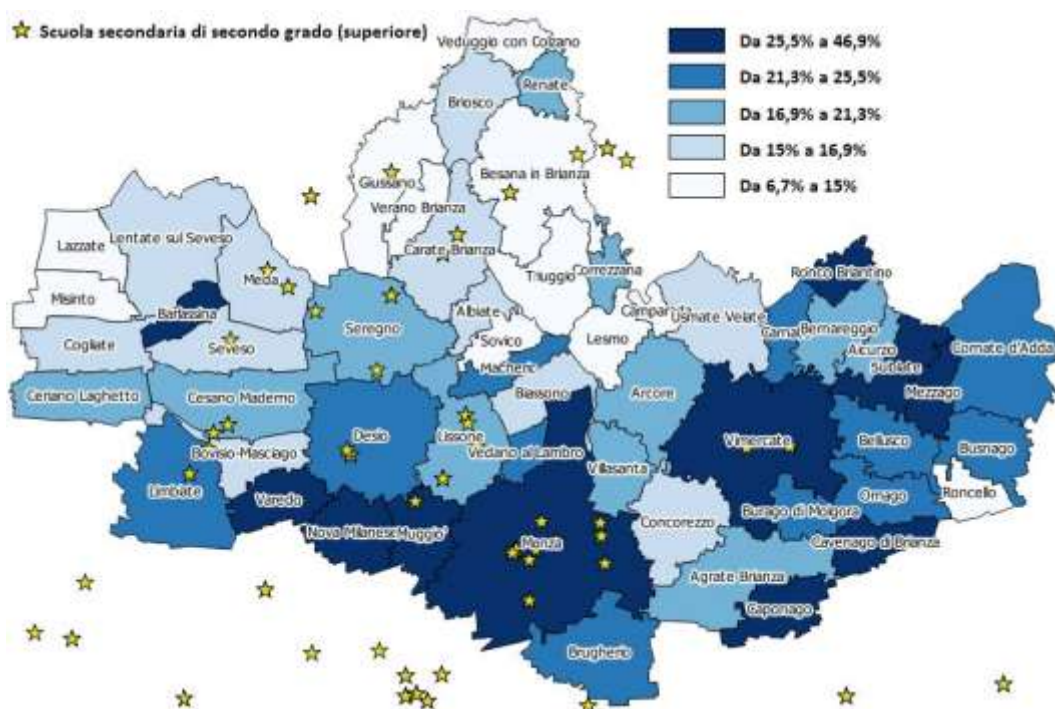 Scuola secondaria di secondo grado (superiore)
Da 25,5% a 46,9%
Da 21,3% a 25,5%
Da 16,9% a 21,3%
Da 15% a 16,9%
Da 6,7% a 15%
Veduggio con Colzano
Renate
Briosco
Giussano
Besana in Brianza
Verano Brianza
Lazzate
Lentate sul Seveso
Carate Brianza
Triuggio
Correzzana
Ronco Briantino
Misinto
Meda
Barlassina
Albiate
Usmate Velate
Seregno
Bernareggio
Cogliate
Seveso
Sovico
Lesmo
Aicurzo
Sulbiate
Cornate d'Adda
Ceriano Laghetto
Cesano Maderno
Biassono
Arcore
Mezzago
Desio
Lissone
Vimercate
Bellusco
Busnago
Bovisio-Masciago
Vedano al Lambro
Villasanta
Limbiate
Varedo
Omago
Roncello
Burago di Molgora
Nova Milanese
Muggio'
Monza
Concorezzo
Cavenago di Brianza
Agrate Brianza
Caponago
Brugherio